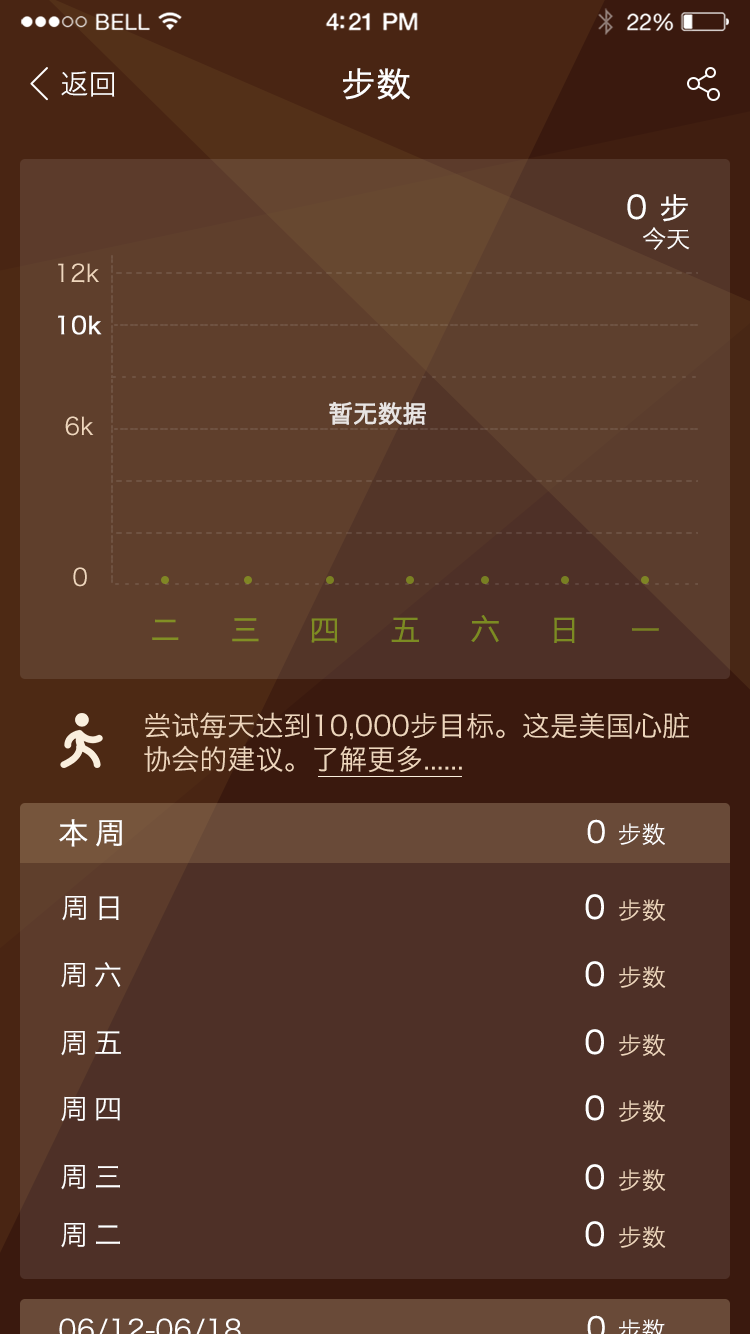 BELL 4:21 PM 22%
返回 步数
0 步
今天
12k
10k
暂无数据
6k
0
二 三 四 五 六 日 一
尝试每天达到10,000步目标。这是美国心脏
协会的建议。了解更多......
本周 0 步数
周日 0 步数
周六 0 步数
周五 0 步数
周四 0 步数
周三 0 步数
周二 0 步数
06/12-06/18 0 步数